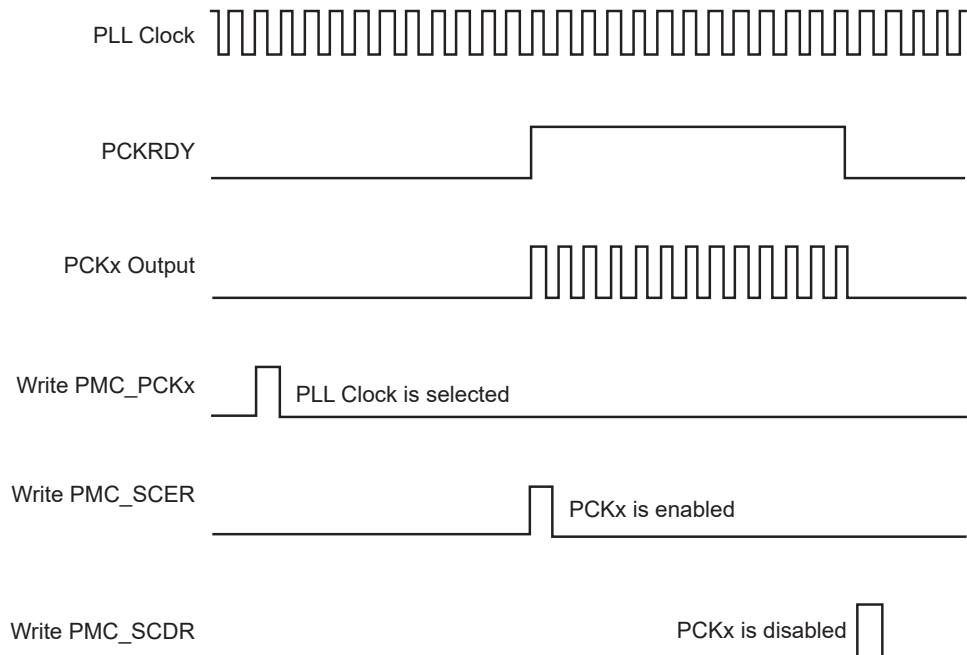 PLL Clock
PCKRDY
PCKx Output
Write PMC_PCKx
PLL Clock is selected
Write PMC_SCER
PCKx is enabled
Write PMC_SCDR
PCKx is disabled